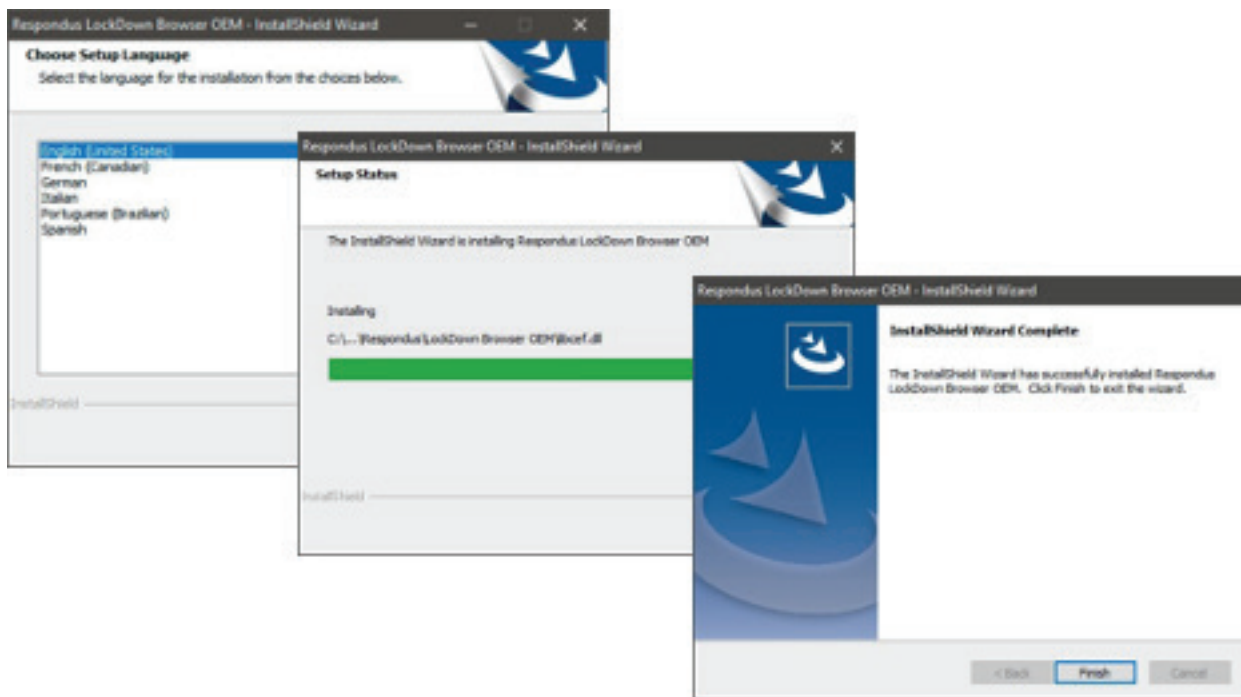 Respondus LockDown Browser OEM - InstallShield Wizard
Choose Setup Language
Select the language for the installation from the choices below.
English (United States)
French (Canadian)
German
Italian
Portuguese (Brazilian)
Spanish
InstallShield
Respondus LockDown Browser OEM - InstallShield Wizard
Setup Status
The InstallShield Wizard is installing Respondus LockDown Browser OEM
Installing
C:\...\Respondus\LockDown Browser OEM\libcef.dll
InstallShield
Respondus LockDown Browser OEM - InstallShield Wizard
InstallShield Wizard Complete
The InstallShield Wizard has successfully installed Respondus
LockDown Browser OEM. Click Finish to exit the wizard.
< Back Finish Cancel